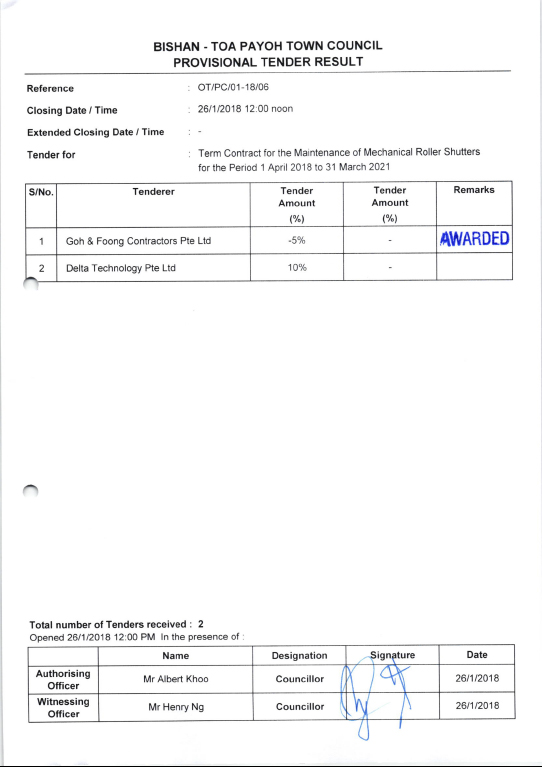 BISHAN - TOA PAYOH TOWN COUNCIL
PROVISIONAL TENDER RESULT
Reference : OT/PC/01-18/06
Closing Date / Time : 26/1/2018 12:00 noon
Extended Closing Date / Time : -
Tender for : Term Contract for the Maintenance of Mechanical Roller Shutters
for the Period 1 April 2018 to 31 March 2021
S/No. Tenderer Tender Amount (%) Tender Amount (%) Remarks
1 Goh & Foong Contractors Pte Ltd -5% - AWARDED
2 Delta Technology Pte Ltd 10% -
Total number of Tenders received : 2
Opened 26/1/2018 12:00 PM In the presence of :
Name Designation Signature Date
Authorising Officer Mr Albert Khoo Councillor 26/1/2018
Witnessing Officer Mr Henry Ng Councillor 26/1/2018